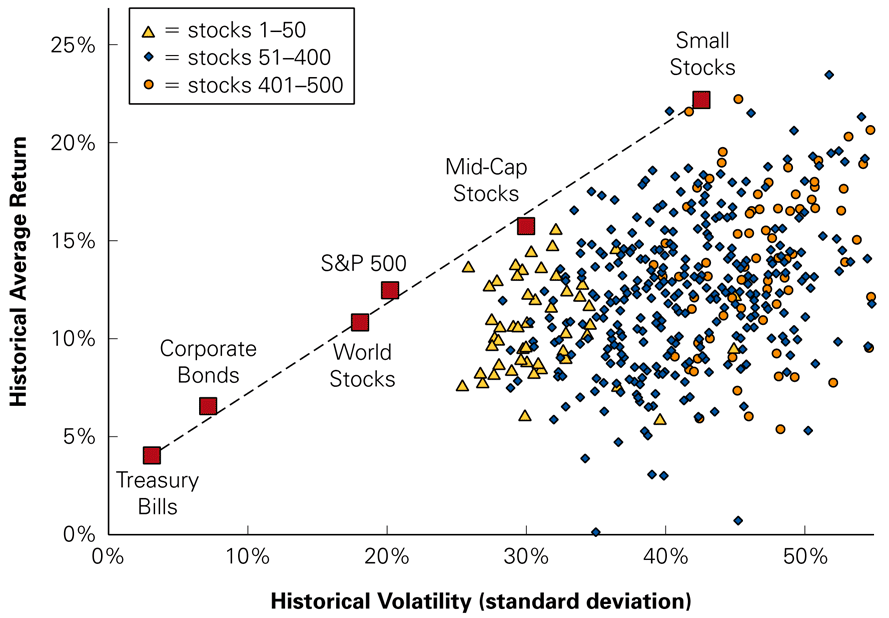 = stocks 1–50
= stocks 51–400
= stocks 401–500
25%
20%
15%
10%
5%
0%
Historical Average Return
Small
Stocks
Mid-Cap
Stocks
S&P 500
World
Stocks
Corporate
Bonds
Treasury
Bills
0%
10%
20%
30%
40%
50%
Historical Volatility (standard deviation)